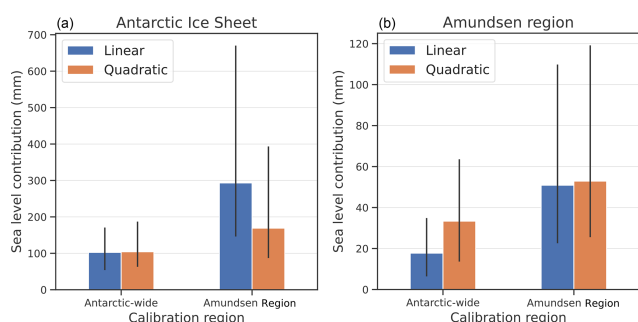 (a) Antarctic Ice Sheet
700
600
500
400
300
200
100
0
Sea level contribution (mm)
Linear
Quadratic
Antarctic-wide Amundsen Region
Calibration region
(b) Amundsen region
120
100
80
60
40
20
0
Sea level contribution (mm)
Linear
Quadratic
Antarctic-wide Amundsen Region
Calibration region